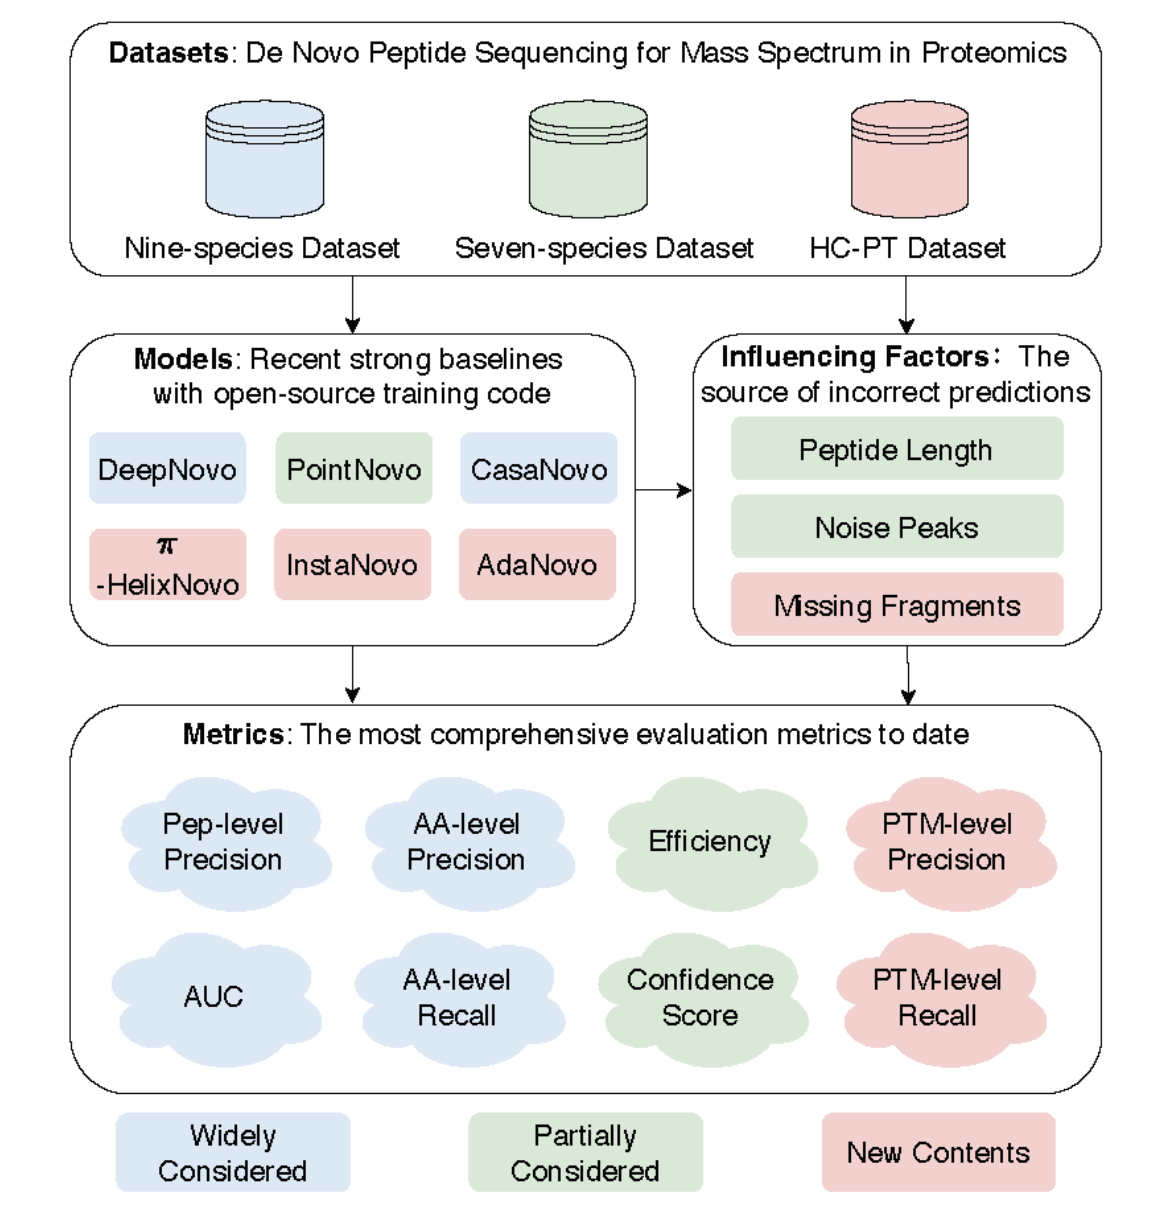 Datasets: De Novo Peptide Sequencing for Mass Spectrum in Proteomics
Nine-species Dataset
Seven-species Dataset
HC-PT Dataset
Models: Recent strong baselines
with open-source training code
DeepNovo
PointNovo
CasaNovo
π
-HelixNovo
InstaNovo
AdaNovo
Influencing Factors: The
source of incorrect predictions
Peptide Length
Noise Peaks
Missing Fragments
Metrics: The most comprehensive evaluation metrics to date
Pep-level
Precision
AA-level
Precision
Efficiency
PTM-level
Precision
AUC
AA-level
Recall
Confidence
Score
PTM-level
Recall
Widely
Considered
Partially
Considered
New Contents